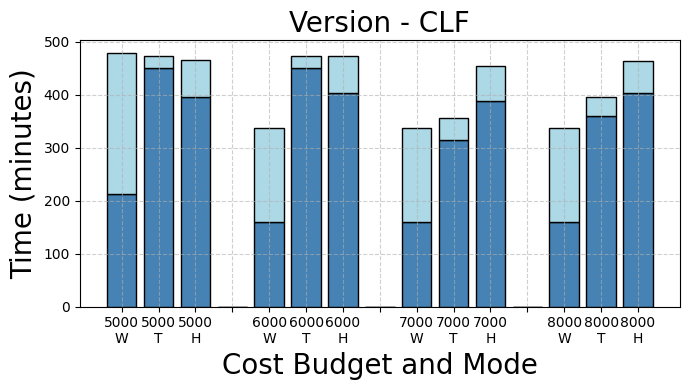 Version - CLF
Time (minutes)
500
400
300
200
100
0
5000 5000 5000 6000 6000 6000 7000 7000 7000 8000 8000 8000
W T H W T H W T H W T H
Cost Budget and Mode